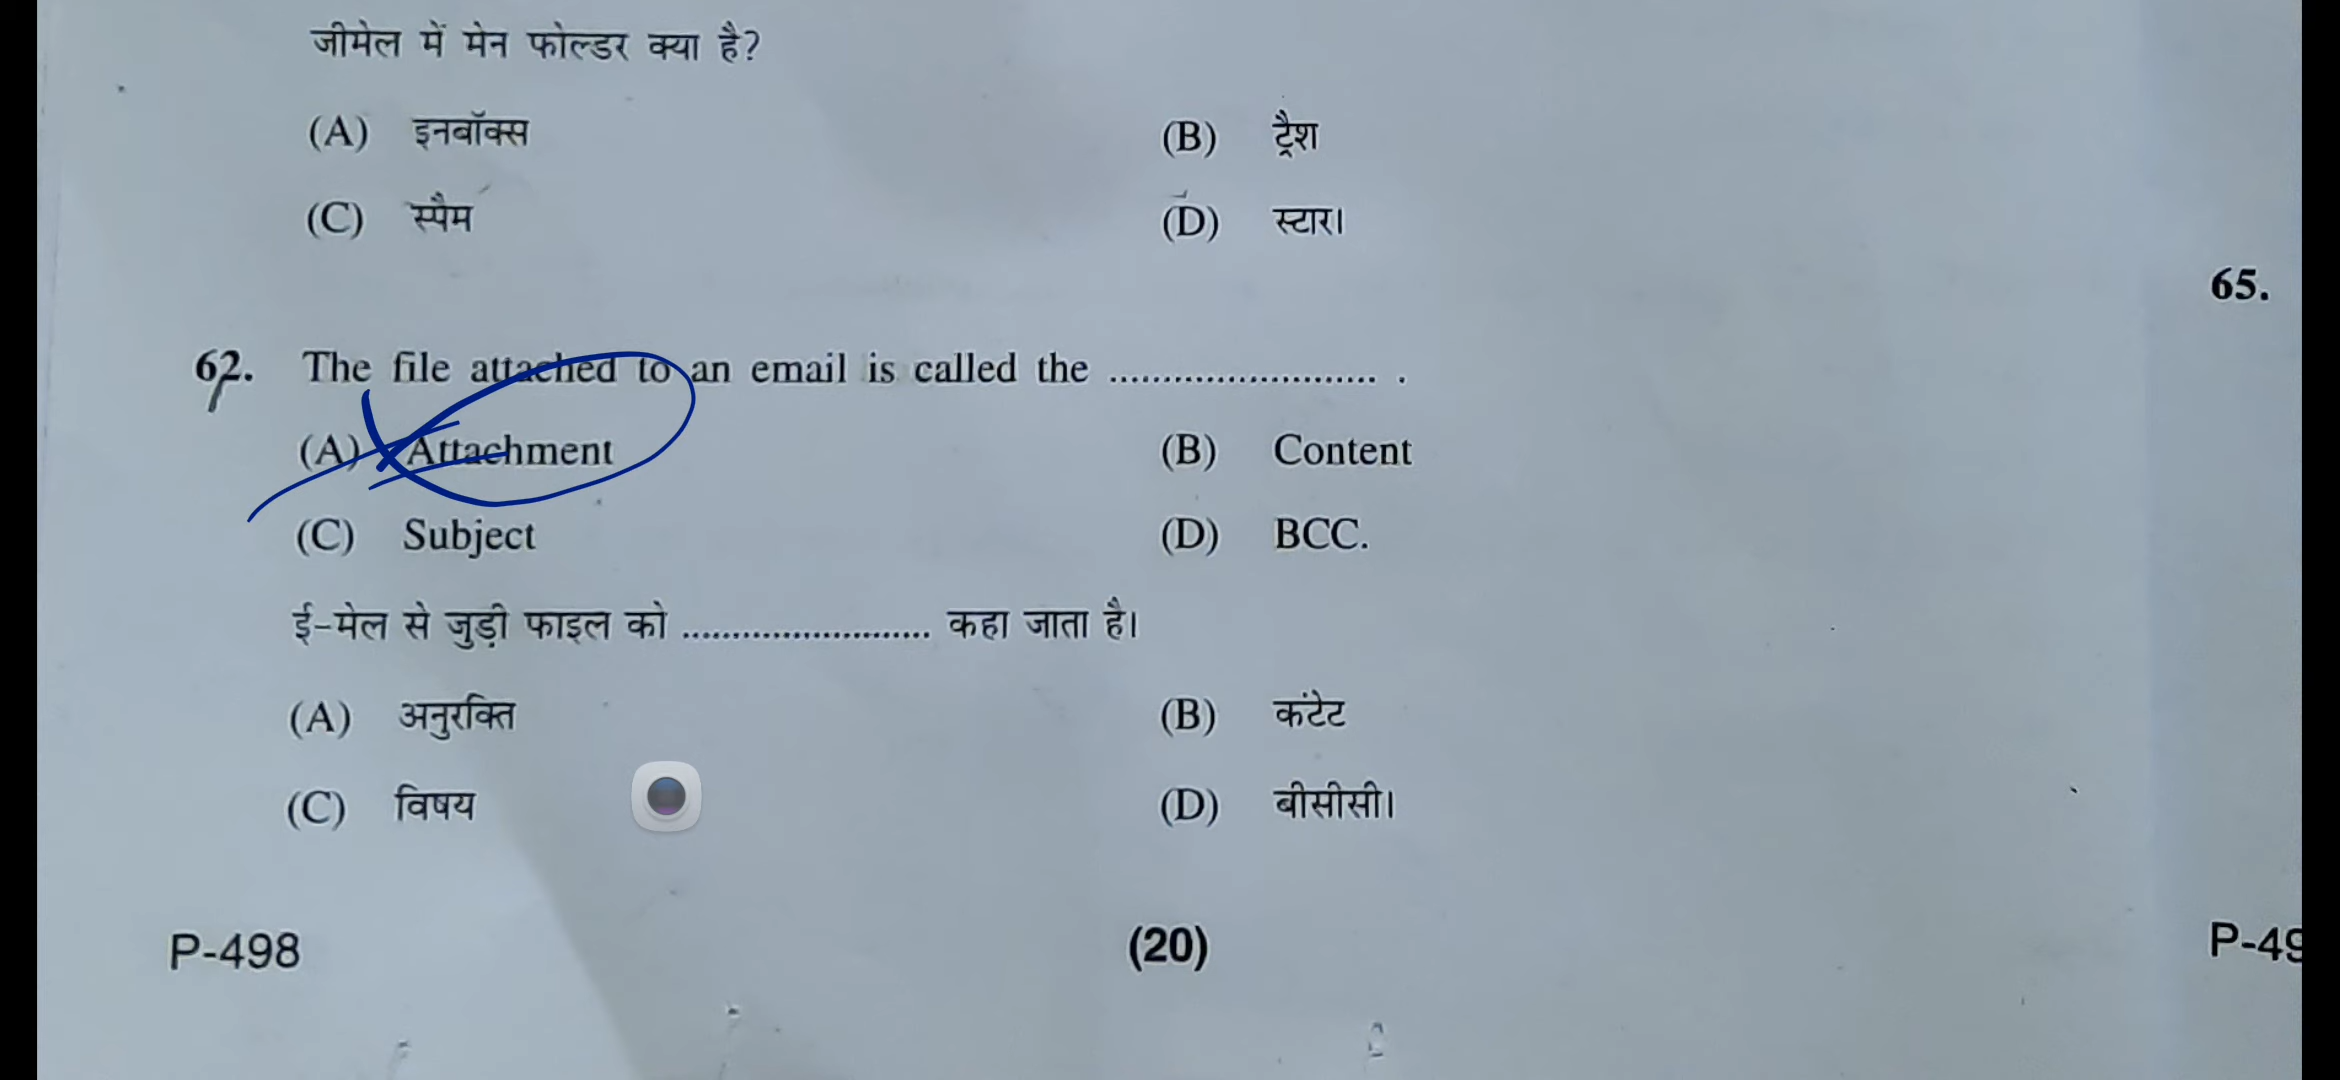 जीमेल में मेन फोल्डर क्या है?
(A) इनबॉक्स (B) ट्रैश
(C) स्पैम (D) स्टार।
65.
62. The file attached to an email is called the .......................... .
(A) Attachment (B) Content
(C) Subject (D) BCC.
ई-मेल से जुड़ी फाइल को ......................... कहा जाता है।
(A) अनुरक्ति (B) कंटेट
(C) विषय (D) बीसीसी।
P-498 (20) P-49